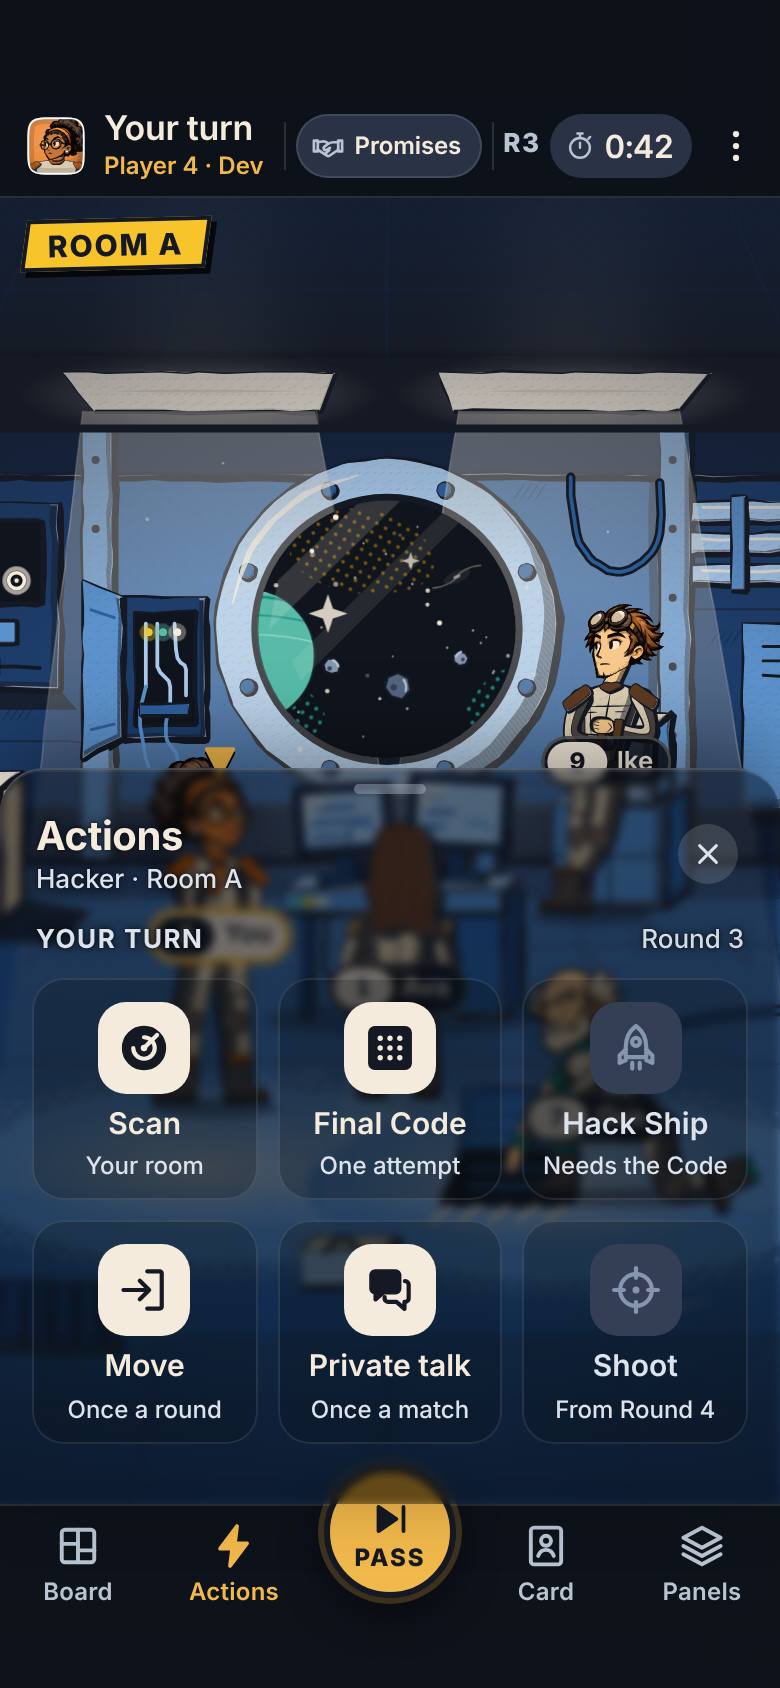 Your turn
Player 4 · Dev
Promises
R3
0:42
ROOM A
9 Ike
Actions
Hacker · Room A
You
YOUR TURN
Round 3
Scan
Your room
Final Code
One attempt
Hack Ship
Needs the Code
Move
Once a round
Private talk
Once a match
Shoot
From Round 4
PASS
Board
Actions
Card
Panels